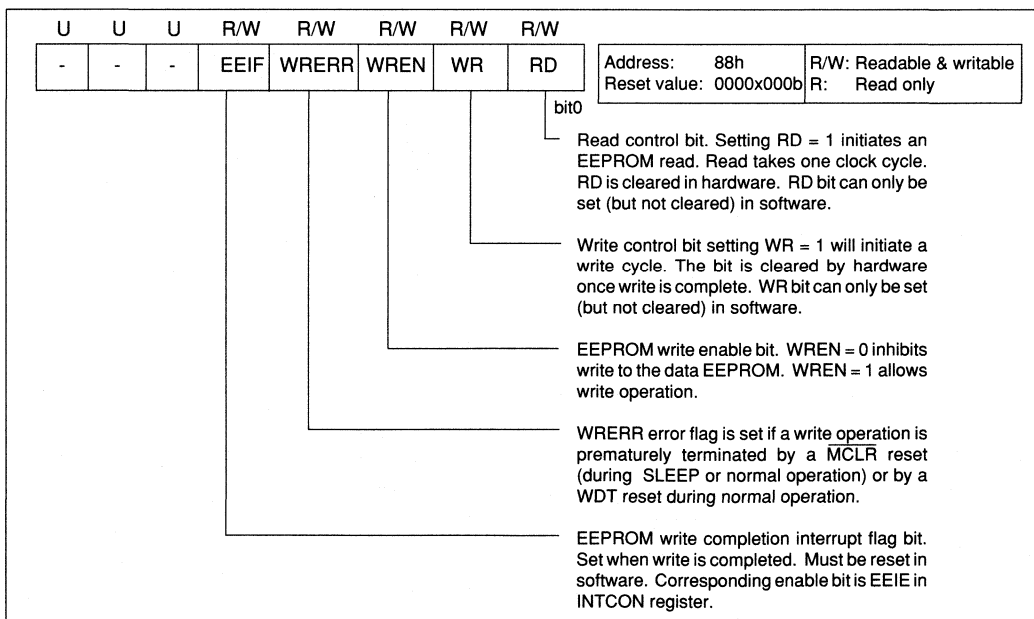 U U U R/W R/W R/W R/W R/W
- - - EEIF WRERR WREN WR RD
bit0
Address: 88h
Reset value: 0000x000b
R/W: Readable & writable
R: Read only
Read control bit. Setting RD = 1 initiates an
EEPROM read. Read takes one clock cycle.
RD is cleared in hardware. RD bit can only be
set (but not cleared) in software.
Write control bit setting WR = 1 will initiate a
write cycle. The bit is cleared by hardware
once write is complete. WR bit can only be set
(but not cleared) in software.
EEPROM write enable bit. WREN = 0 inhibits
write to the data EEPROM. WREN = 1 allows
write operation.
WRERR error flag is set if a write operation is
prematurely terminated by a M̅C̅L̅R̅ reset
(during SLEEP or normal operation) or by a
WDT reset during normal operation.
EEPROM write completion interrupt flag bit.
Set when write is completed. Must be reset in
software. Corresponding enable bit is EEIE in
INTCON register.